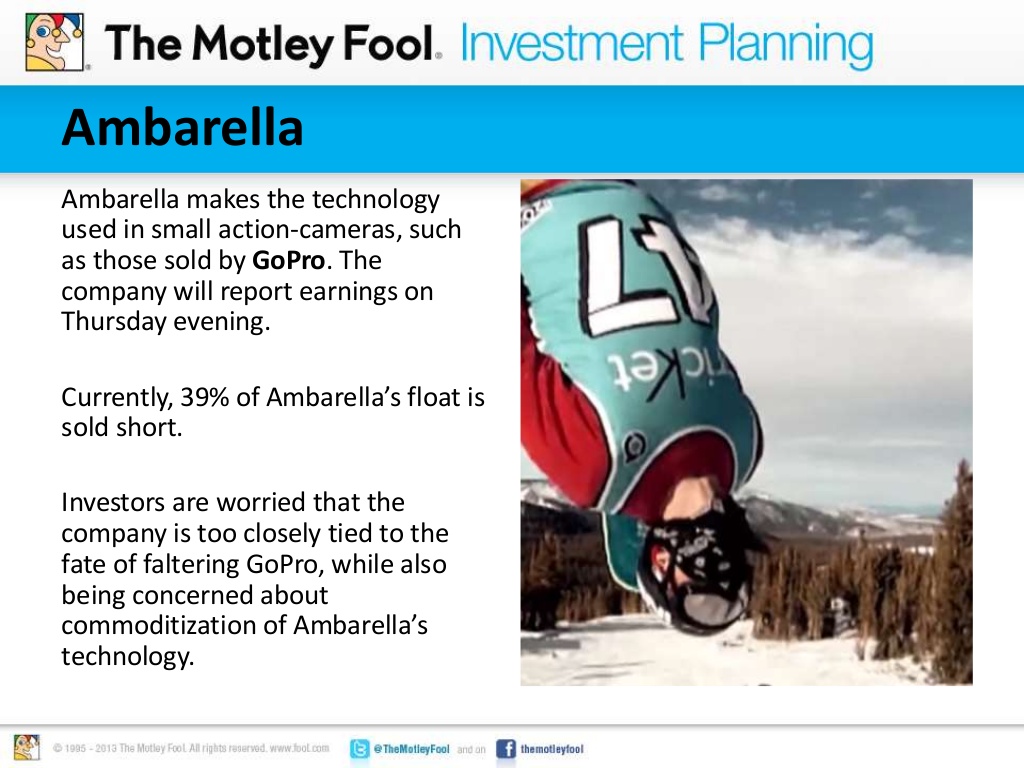 The Motley Fool® Investment Planning
Ambarella
Ambarella makes the technology
used in small action-cameras, such
as those sold by GoPro. The
company will report earnings on
Thursday evening.
Currently, 39% of Ambarella’s float is
sold short.
Investors are worried that the
company is too closely tied to the
fate of faltering GoPro, while also
being concerned about
commoditization of Ambarella’s
technology.
icket
© 1995 - 2013 The Motley Fool. All rights reserved. www.fool.com
@TheMotleyFool and on themotleyfool